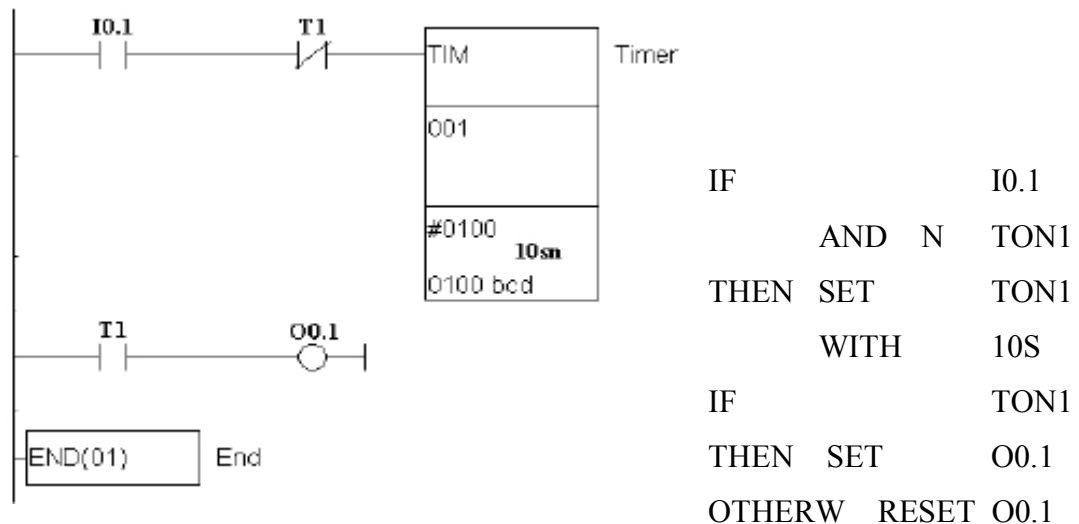 I0.1 T1
TIM Timer
001
#0100
10sn
0100 bcd
T1 O0.1
END(01) End
IF I0.1
AND N TON1
THEN SET TON1
WITH 10S
IF TON1
THEN SET O0.1
OTHERW RESET O0.1